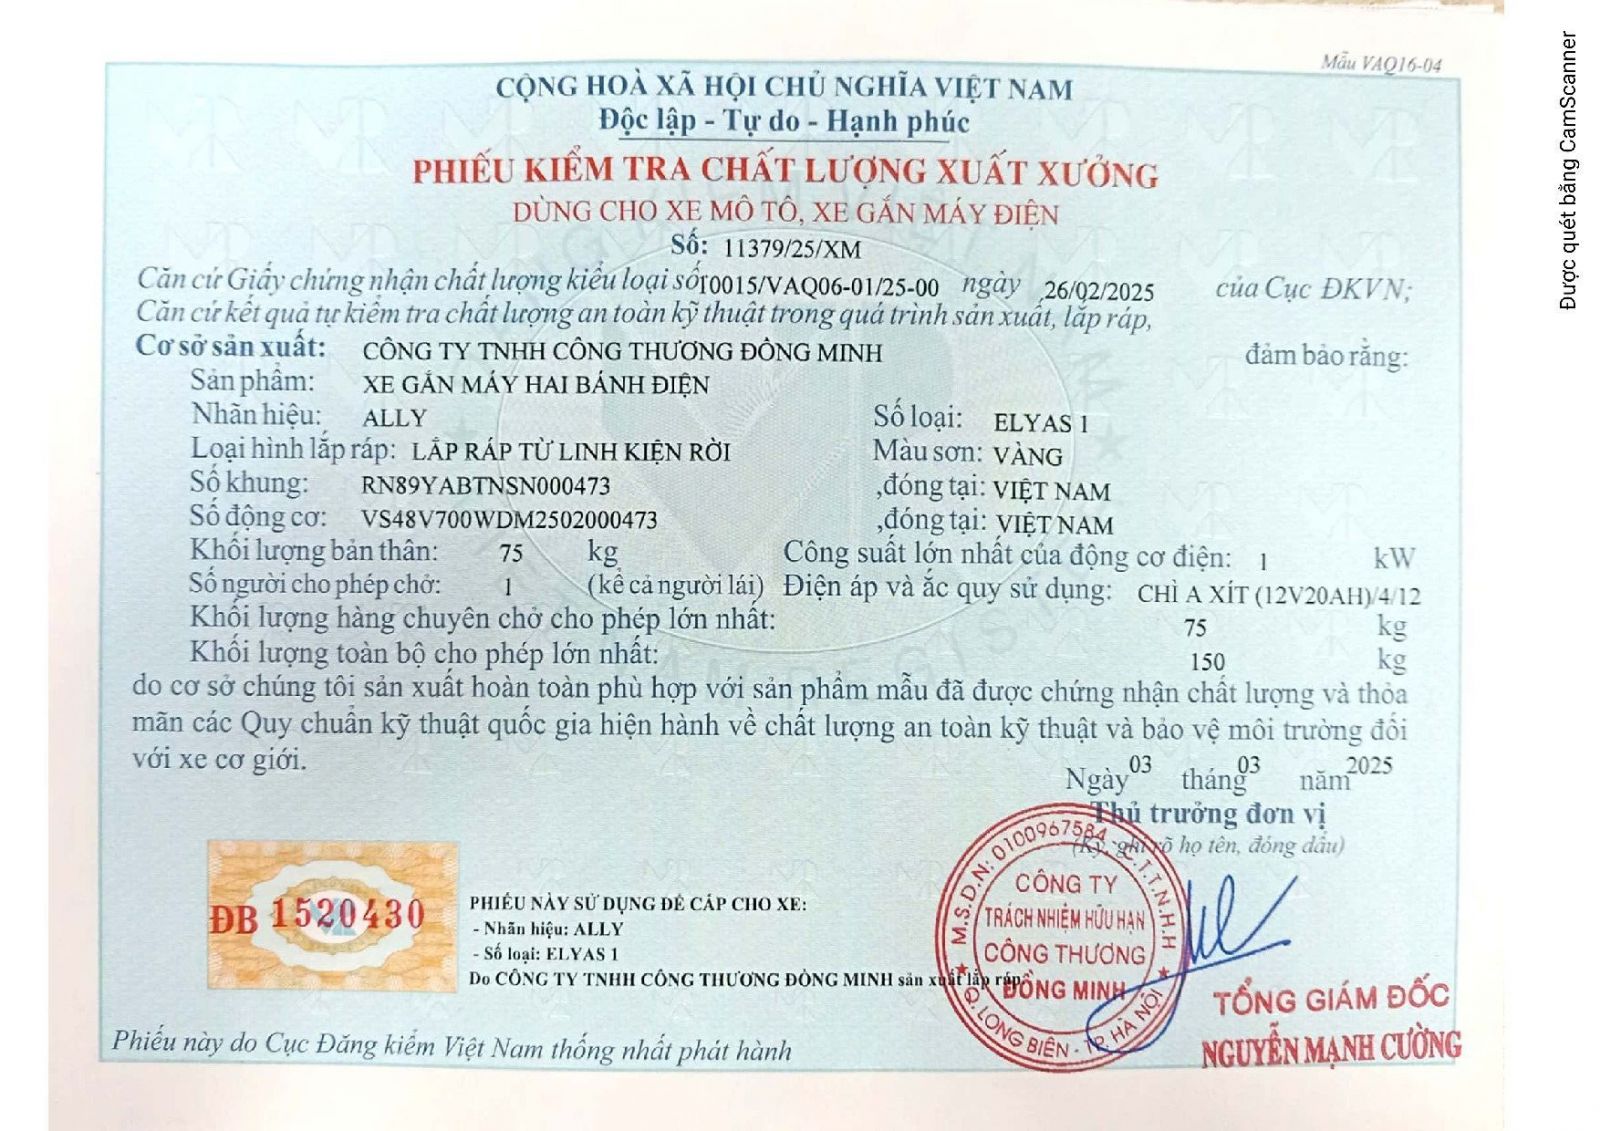 Mẫu VAQ16-04
CỘNG HOÀ XÃ HỘI CHỦ NGHĨA VIỆT NAM
Độc lập - Tự do - Hạnh phúc
PHIẾU KIỂM TRA CHẤT LƯỢNG XUẤT XƯỞNG
DÙNG CHO XE MÔ TÔ, XE GẮN MÁY ĐIỆN
Số: 11379/25/XM
Căn cứ Giấy chứng nhận chất lượng kiểu loại số: 0015/VAQ06-01/25-00 ngày 26/02/2025 của Cục ĐKVN;
Căn cứ kết quả tự kiểm tra chất lượng an toàn kỹ thuật trong quá trình sản xuất, lắp ráp,
Cơ sở sản xuất: CÔNG TY TNHH CÔNG THƯƠNG ĐÔNG MINH đảm bảo rằng:
Sản phẩm: XE GẮN MÁY HAI BÁNH ĐIỆN
Nhãn hiệu: ALLY Số loại: ELYAS 1
Loại hình lắp ráp: LẮP RÁP TỪ LINH KIỆN RỜI Màu sơn: VÀNG
Số khung: RN89YABTNSN000473 ,đóng tại: VIỆT NAM
Số động cơ: VS48V700WDM2502000473 ,đóng tại: VIỆT NAM
Khối lượng bản thân: 75 kg Công suất lớn nhất của động cơ điện: 1 kW
Số người cho phép chở: 1 (kể cả người lái) Điện áp và ắc quy sử dụng: CHÌ A XÍT (12V20AH)/4/12
Khối lượng hàng chuyên chở cho phép lớn nhất: 75 kg
Khối lượng toàn bộ cho phép lớn nhất: 150 kg
do cơ sở chúng tôi sản xuất hoàn toàn phù hợp với sản phẩm mẫu đã được chứng nhận chất lượng và thỏa
mãn các Quy chuẩn kỹ thuật quốc gia hiện hành về chất lượng an toàn kỹ thuật và bảo vệ môi trường đối
với xe cơ giới.
Ngày 03 tháng 03 năm 2025
Thủ trưởng đơn vị
(Ký, ghi rõ họ tên, đóng dấu)
ĐB 1520430
PHIẾU NÀY SỬ DỤNG ĐỂ CẤP CHO XE:
- Nhãn hiệu: ALLY
- Số loại: ELYAS 1
Do CÔNG TY TNHH CÔNG THƯƠNG ĐÔNG MINH sản xuất lắp ráp
M.S.D.N: 0100967584 - C.T.T.N.H.H
CÔNG TY
TRÁCH NHIỆM HỮU HẠN
CÔNG THƯƠNG
ĐÔNG MINH
Q. LONG BIÊN - TP. HÀ NỘI
TỔNG GIÁM ĐỐC
NGUYỄN MẠNH CƯỜNG
Phiếu này do Cục Đăng kiểm Việt Nam thống nhất phát hành
Được quét bằng CamScanner